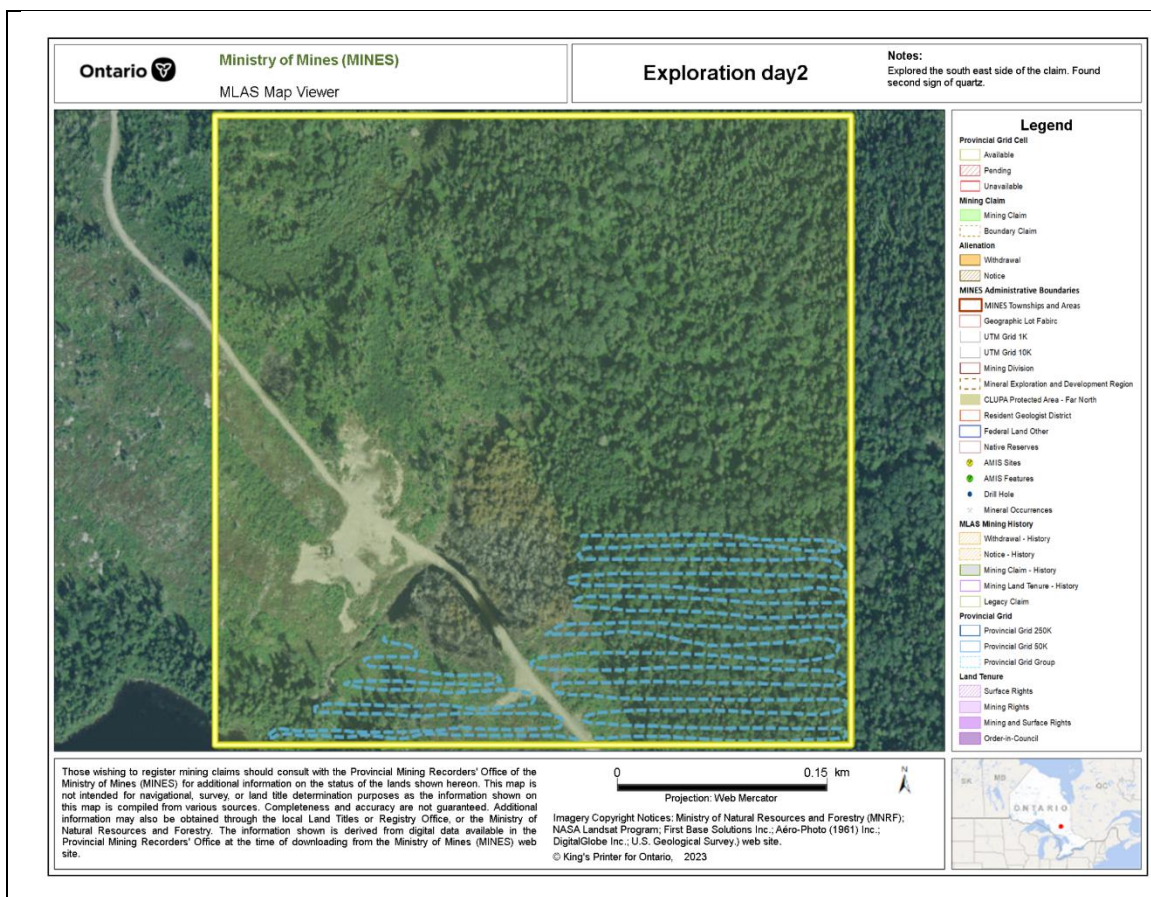 Ontario
Ministry of Mines (MINES)
MLAS Map Viewer
Exploration day2
Notes:
Explored the south east side of the claim. Found
second sign of quartz.
Legend
Provincial Grid Cell
Available
Pending
Unavailable
Mining Claim
Mining Claim
Boundary Claim
Alienation
Withdrawal
Notice
MINES Administrative Boundaries
MINES Townships and Areas
Geographic Lot Fabirc
UTM Grid 1K
UTM Grid 10K
Mining Division
Mineral Exploration and Development Region
CLUPA Protected Area - Far North
Resident Geologist District
Federal Land Other
Native Reserves
AMIS Sites
AMIS Features
Drill Hole
Mineral Occurrences
MLAS Mining History
Withdrawal - History
Notice - History
Mining Claim - History
Mining Land Tenure - History
Legacy Claim
Provincial Grid
Provincial Grid 250K
Provincial Grid 50K
Provincial Grid Group
Land Tenure
Surface Rights
Mining Rights
Mining and Surface Rights
Order-in-Council
Those wishing to register mining claims should consult with the Provincial Mining Recorders' Office of the
Ministry of Mines (MINES) for additional information on the status of the lands shown hereon. This map is
not intended for navigational, survey, or land title determination purposes as the information shown on
this map is compiled from various sources. Completeness and accuracy are not guaranteed. Additional
information may also be obtained through the local Land Titles or Registry Office, or the Ministry of
Natural Resources and Forestry. The information shown is derived from digital data available in the
Provincial Mining Recorders' Office at the time of downloading from the Ministry of Mines (MINES) web
site.
0 0.15 km
Projection: Web Mercator
N
Imagery Copyright Notices: Ministry of Natural Resources and Forestry (MNRF);
NASA Landsat Program; First Base Solutions Inc.; Aéro-Photo (1961) Inc.;
DigitalGlobe Inc.; U.S. Geological Survey.) web site.
© King's Printer for Ontario, 2023
SK MB
ONTARIO
QC